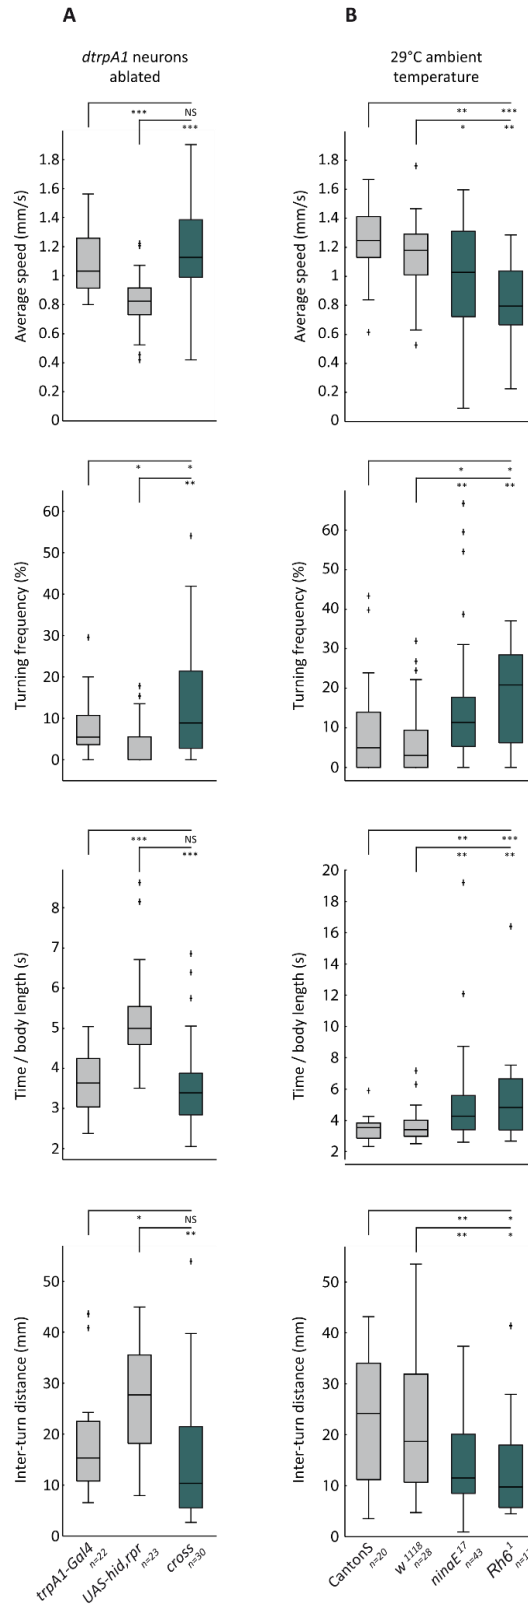 A
B
dtrpA1 neurons
ablated
29°C ambient
temperature
*** NS
***
** ***
* **
Average speed (mm/s)
1.8
1.6
1.4
1.2
1
0.8
0.6
0.4
0.2
0
Average speed (mm/s)
1.8
1.6
1.4
1.2
1
0.8
0.6
0.4
0.2
0
* *
**
* *
** **
Turning frequency (%)
60
50
40
30
20
10
0
Turning frequency (%)
60
50
40
30
20
10
0
*** NS
***
** ***
** **
Time / body length (s)
8
7
6
5
4
3
2
Time / body length (s)
20
18
16
14
12
10
8
6
4
2
* NS
**
** *
** *
Inter-turn distance (mm)
50
40
30
20
10
0
Inter-turn distance (mm)
50
40
30
20
10
0
trpA1-Gal4
n=22
UAS-hid,rpr
n=23
cross
n=30
CantonS
n=20
w1118
n=28
ninaE17
n=43
Rh61